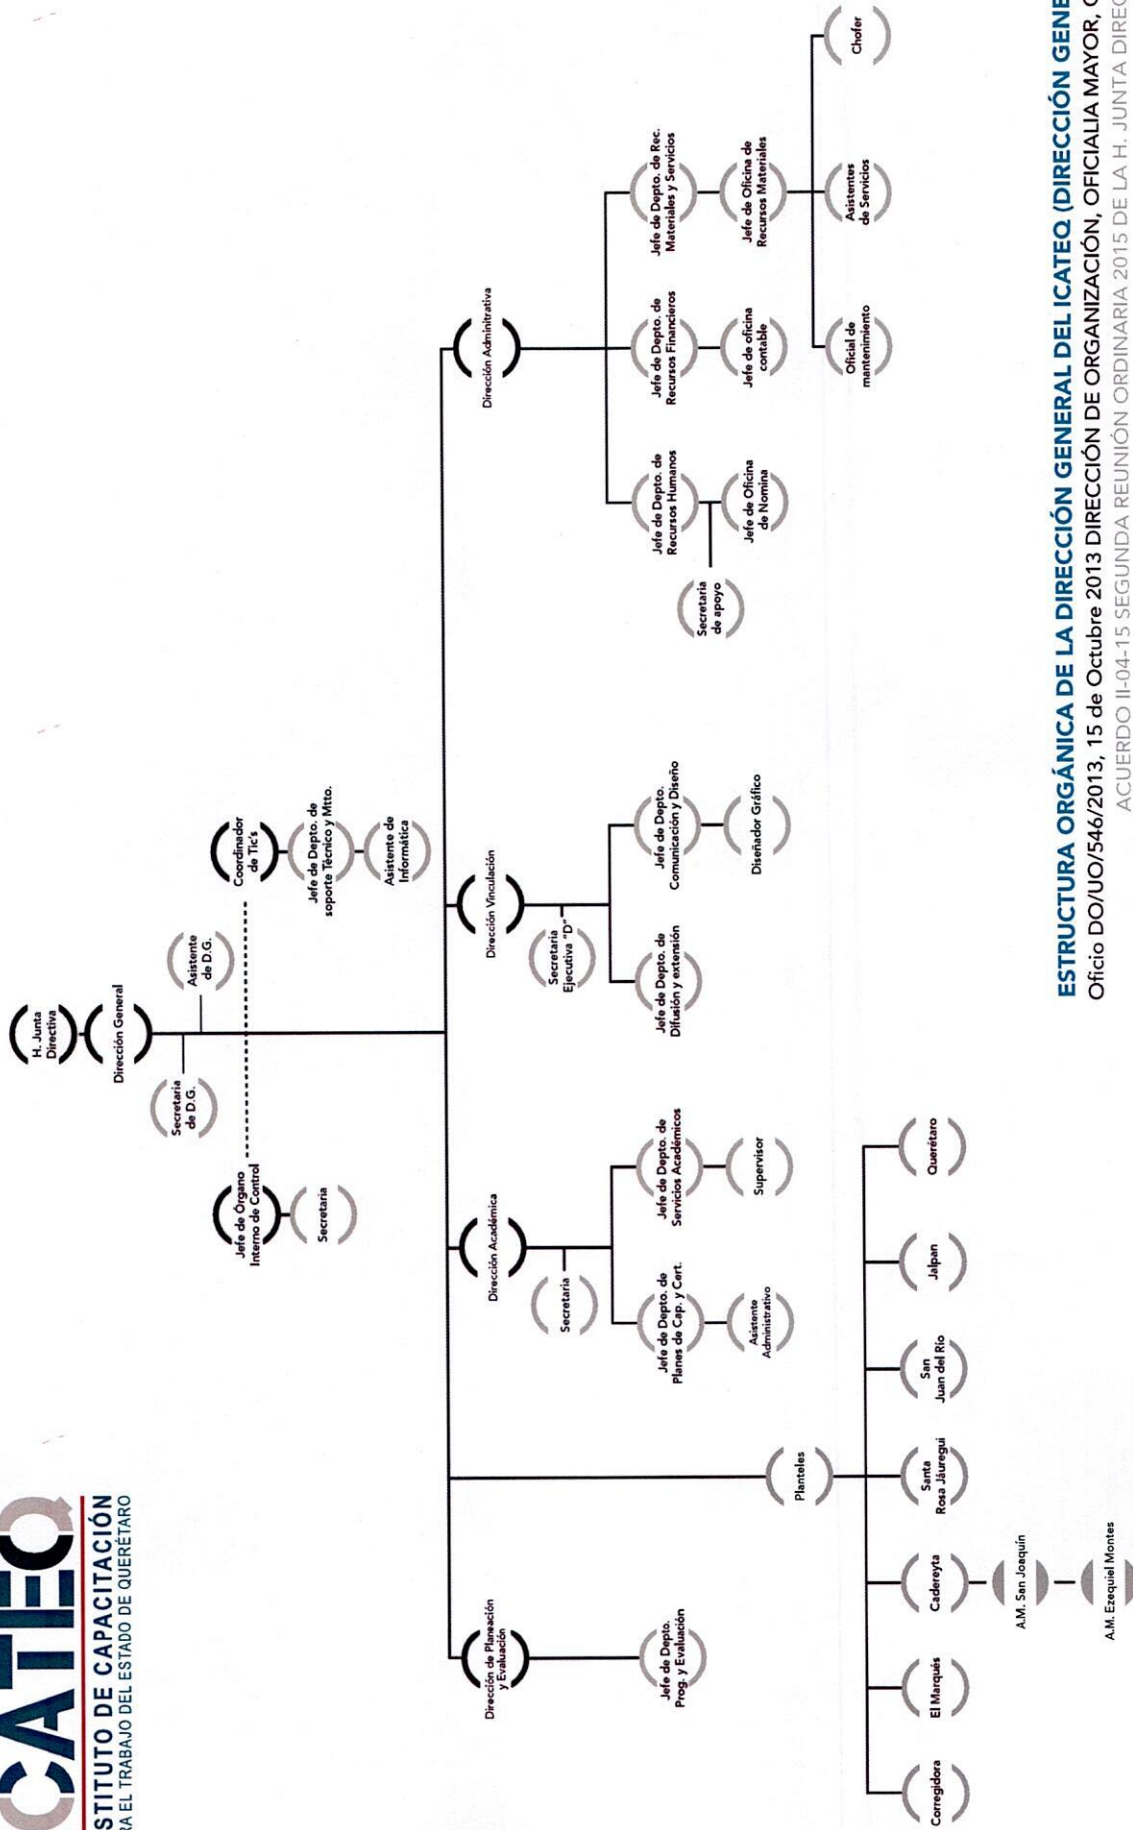 CATEQ
STITUTO DE CAPACITACIÓN
RA EL TRABAJO DEL ESTADO DE QUERÉTARO
H. Junta
Directiva
Dirección General
Secretaria
de D.G.
Asistente
de D.G.
Jefe de Órgano
Interno de Control
Secretaria
Coordinador
de Tic's
Jefe de Depto. de
soporte Técnico y Mtto.
Asistente de
Informática
Dirección de Planeación
y Evaluación
Jefe de Depto.
Prog. y Evaluación
Dirección Académica
Secretaria
Jefe de Depto. de
Planes de Cap. y Cert.
Asistente
Administrativo
Jefe de Depto. de
Servicios Académicos
Supervisor
Dirección Vinculación
Secretaria
Ejecutiva "D"
Jefe de Depto. de
Difusión y extensión
Jefe de Depto.
Comunicación y Diseño
Diseñador Gráfico
Dirección Adminitrativa
Jefe de Depto. de
Recursos Humanos
Secretaria
de apoyo
Jefe de Oficina
de Nomina
Jefe de Depto. de
Recursos Financieros
Jefe de oficina
contable
Jefe de Depto. de Rec.
Materiales y Servicios
Jefe de Oficina de
Recursos Materiales
Oficial de
mantenimiento
Asistentes
de Servicios
Chofer
Planteles
Corregidora
El Marqués
Cadereyta
Santa
Rosa Jáuregui
San
Juan del Río
Jalpan
Querétaro
A.M. San Joaquín
A.M. Ezequiel Montes
ESTRUCTURA ORGÁNICA DE LA DIRECCIÓN GENERAL DEL ICATEQ (DIRECCIÓN GENE
Oficio DO/UO/546/2013, 15 de Octubre 2013 DIRECCIÓN DE ORGANIZACIÓN, OFICIALIA MAYOR,
ACUERDO II-04-15 SEGUNDA REUNIÓN ORDINARIA 2015 DE LA H. JUNTA DIREC